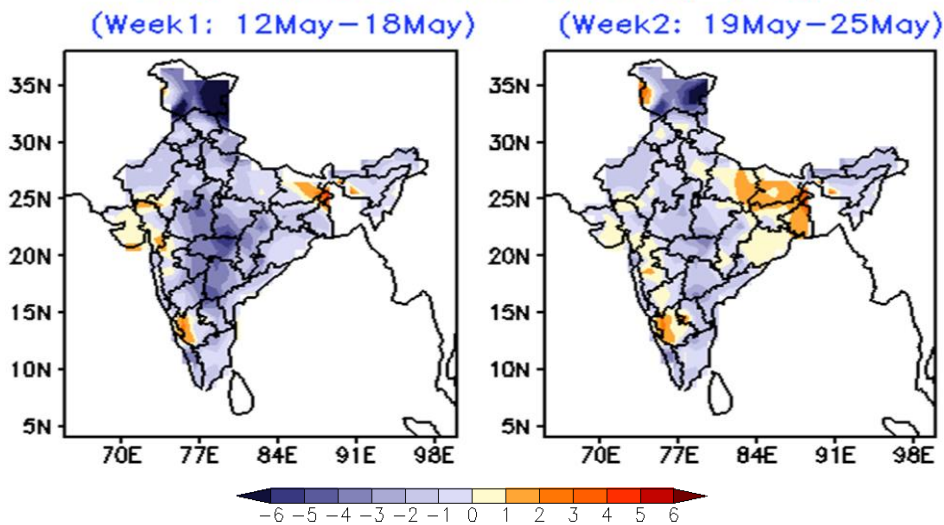 (Week1: 12May-18May) (Week2: 19May-25May)
35N 35N
30N 30N
25N 25N
20N 20N
15N 15N
10N 10N
5N 5N
70E 77E 84E 91E 98E 70E 77E 84E 91E 98E
-6 -5 -4 -3 -2 -1 0 1 2 3 4 5 6